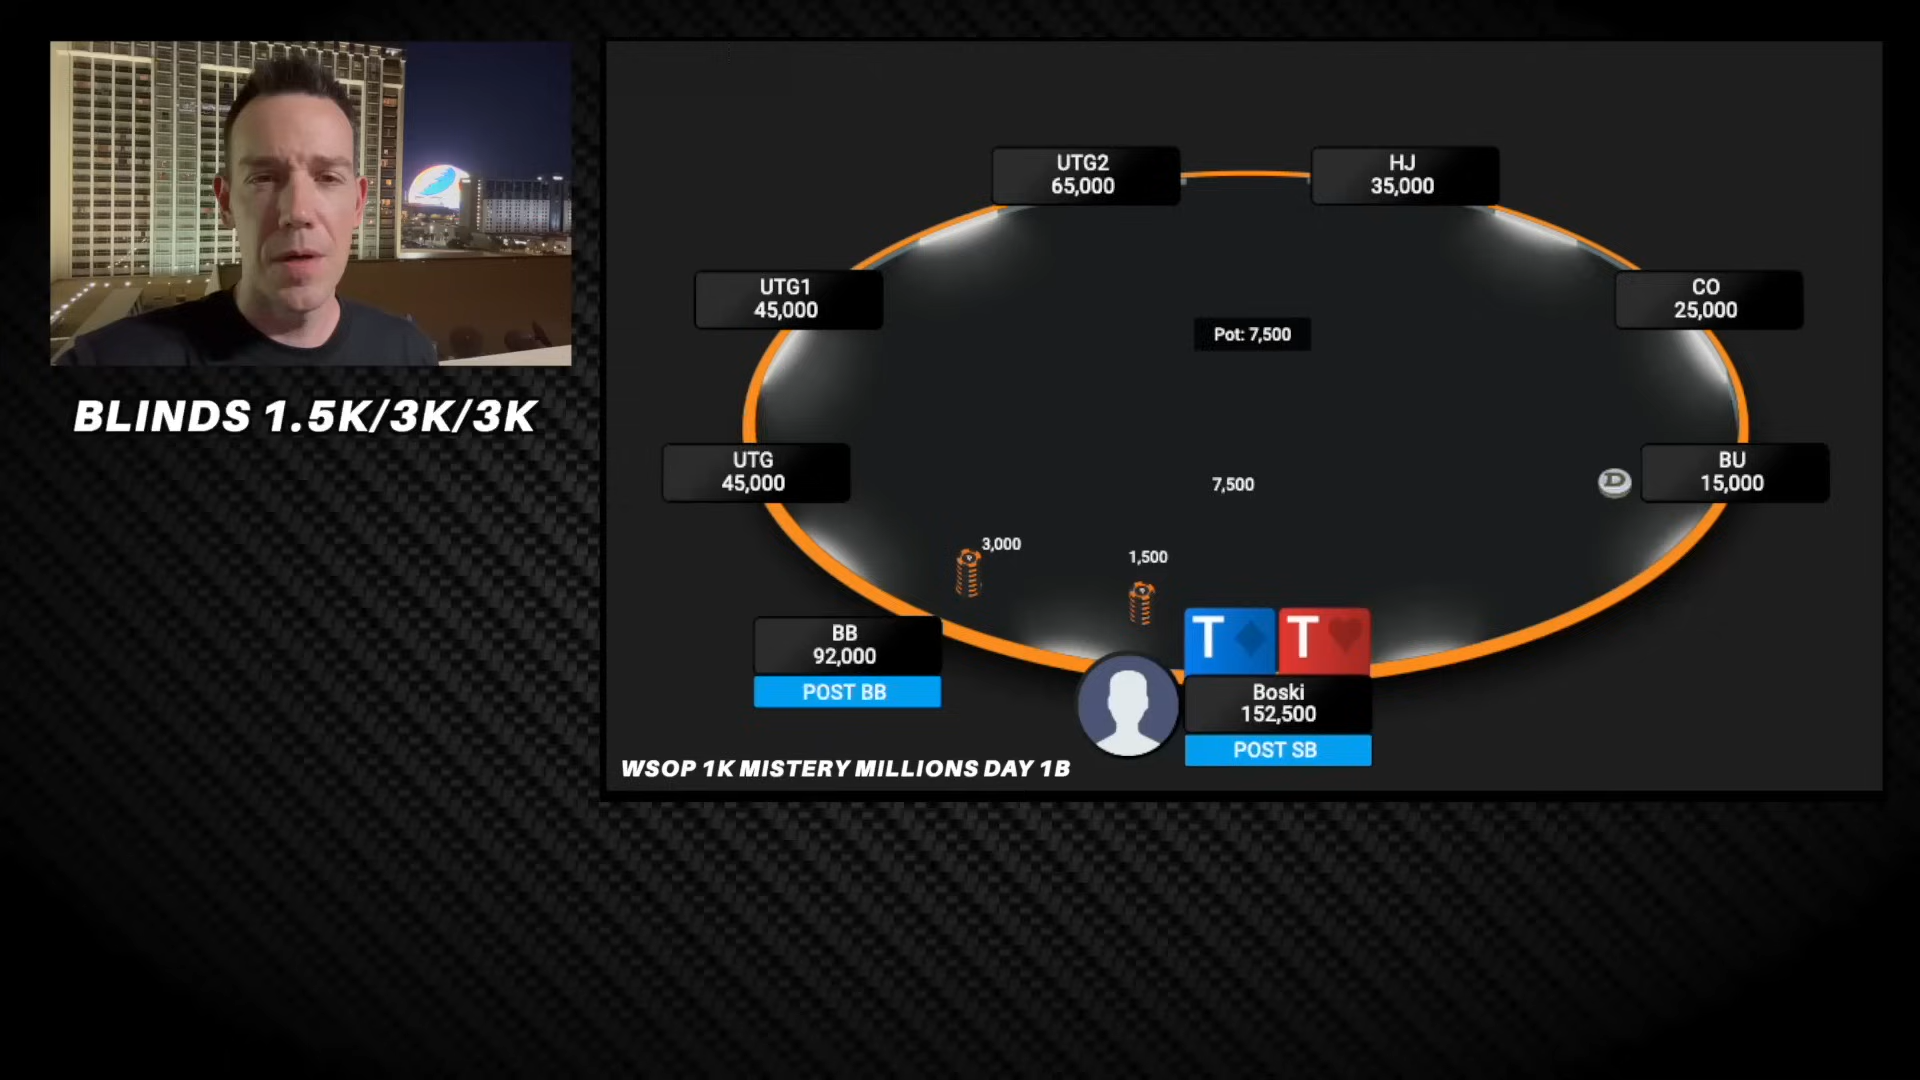 BLINDS 1.5K/3K/3K
UTG2
65,000
HJ
35,000
UTG1
45,000
CO
25,000
Pot: 7,500
UTG
45,000
7,500
D
BU
15,000
3,000
1,500
BB
92,000
POST BB
T T
Boski
152,500
POST SB
WSOP 1K MISTERY MILLIONS DAY 1B